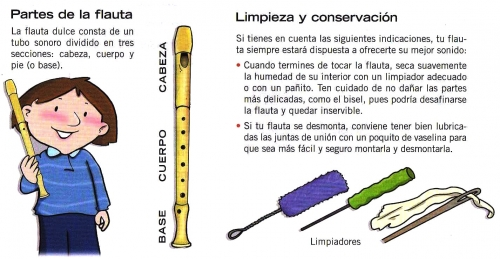 Partes de la flauta
La flauta dulce consta de un
tubo sonoro dividido en tres
secciones: cabeza, cuerpo y
pie (o base).
CABEZA
CUERPO
BASE
Limpieza y conservación
Si tienes en cuenta las siguientes indicaciones, tu flau-
ta siempre estará dispuesta a ofrecerte su mejor sonido:
• Cuando termines de tocar la flauta, seca suavemente
la humedad de su interior con un limpiador adecuado
o con un pañito. Ten cuidado de no dañar las partes
más delicadas, como el bisel, pues podría desafinarse
la flauta y quedar inservible.
• Si tu flauta se desmonta, conviene tener bien lubrica-
das las juntas de unión con un poquito de vaselina para
que sea más fácil y seguro montarla y desmontarla.
Limpiadores